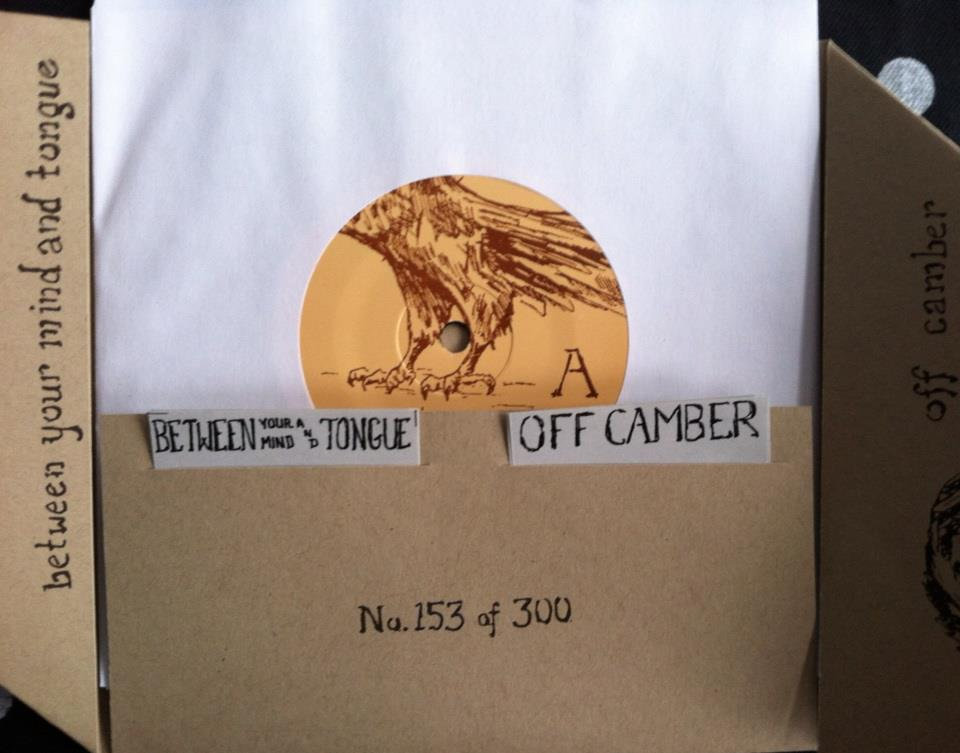 between your mind and tongue
A
BETWEEN YOUR MIND AND TONGUE
OFF CAMBER
No. 153 of 300
off camber